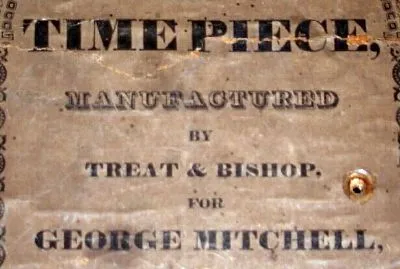 TIME PIECE,
MANUFACTURED
BY
TREAT & BISHOP,
FOR
GEORGE MITCHELL,